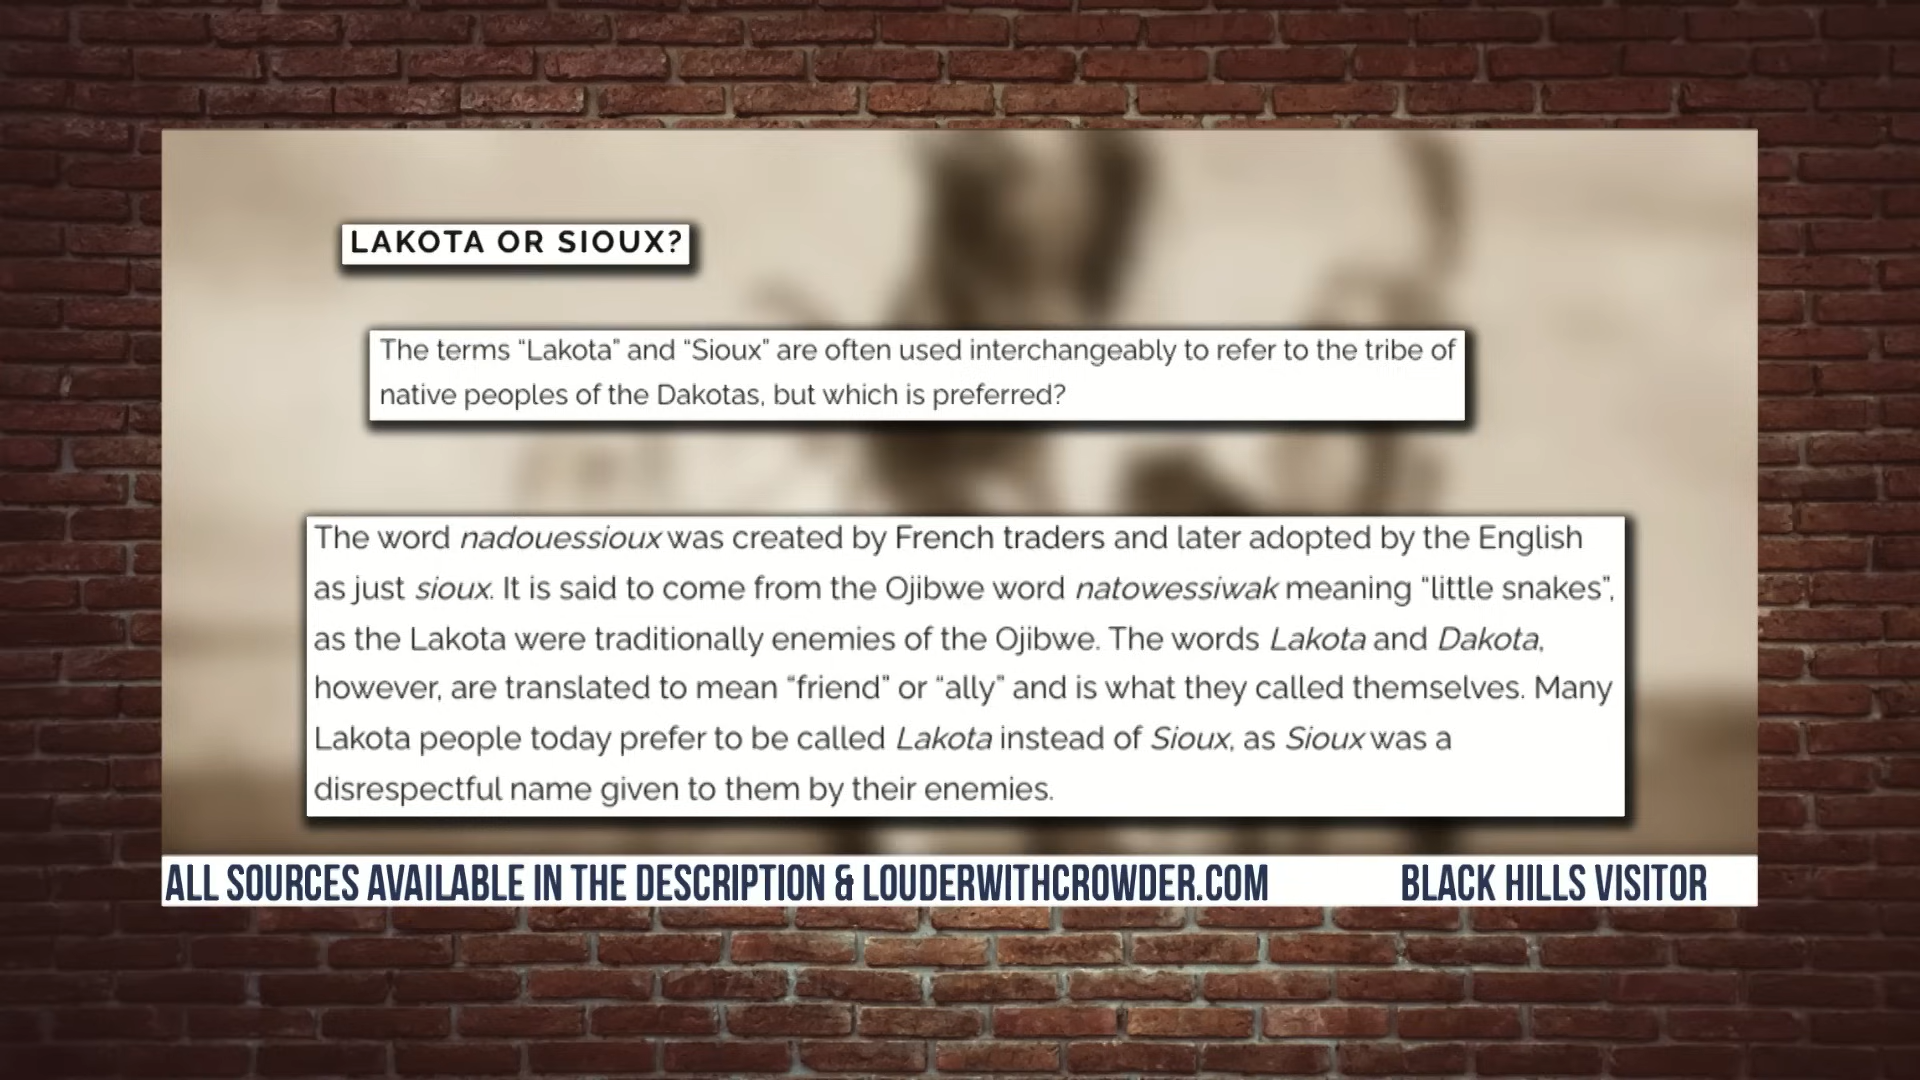 LAKOTA OR SIOUX?
The terms “Lakota” and “Sioux” are often used interchangeably to refer to the tribe of
native peoples of the Dakotas, but which is preferred?
The word nadouessioux was created by French traders and later adopted by the English
as just sioux. It is said to come from the Ojibwe word natowessiwak meaning “little snakes”,
as the Lakota were traditionally enemies of the Ojibwe. The words Lakota and Dakota,
however, are translated to mean “friend” or “ally” and is what they called themselves. Many
Lakota people today prefer to be called Lakota instead of Sioux, as Sioux was a
disrespectful name given to them by their enemies.
ALL SOURCES AVAILABLE IN THE DESCRIPTION & LOUDERWITHCROWDER.COM
BLACK HILLS VISITOR